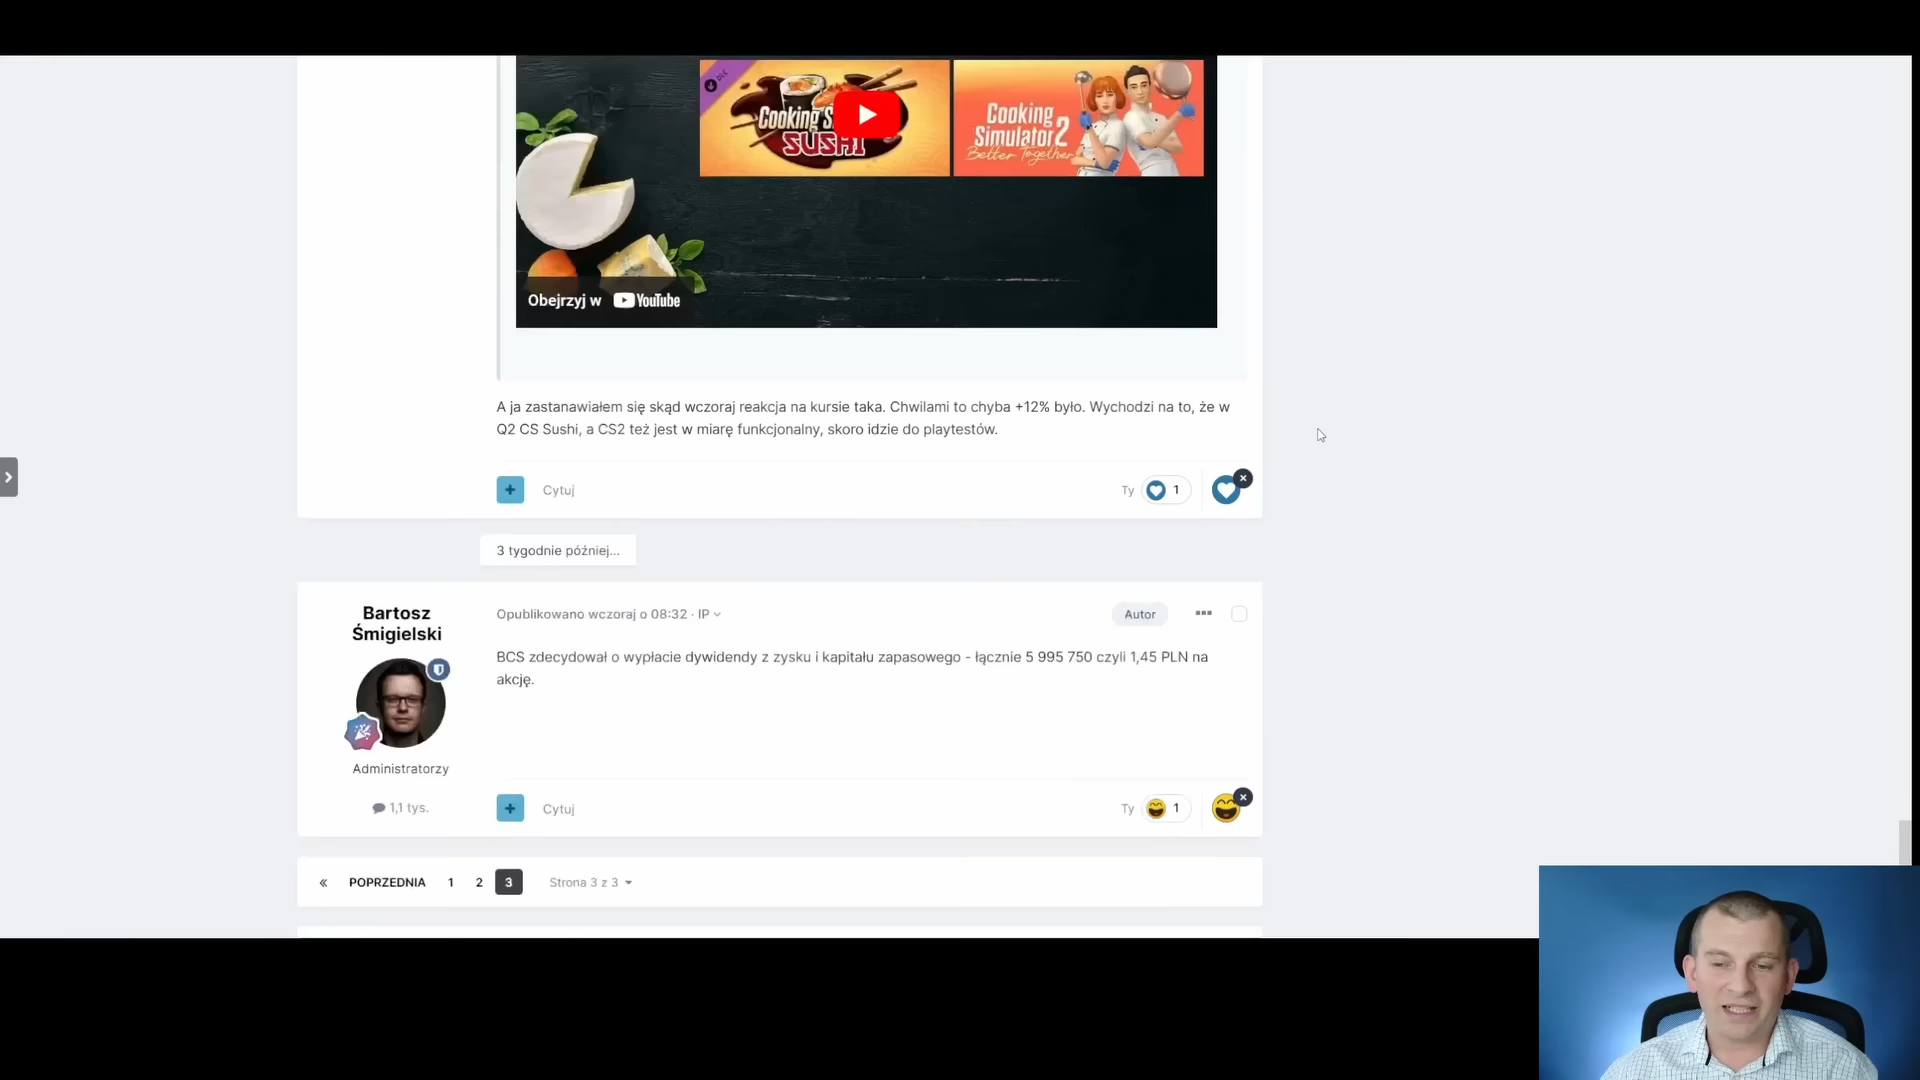 DLC
Cooking S
SUSHI
Cooking
Simulator 2
Better Together
Obejrzyj w YouTube
A ja zastanawiałem się skąd wczoraj reakcja na kursie taka. Chwilami to chyba +12% było. Wychodzi na to, że w
Q2 CS Sushi, a CS2 też jest w miarę funkcjonalny, skoro idzie do playtestów.
+ Cytuj Ty 1
3 tygodnie później...
Bartosz
Śmigielski
Administratorzy
1,1 tys.
Opublikowano wczoraj o 08:32 · IP Autor
BCS zdecydował o wypłacie dywidendy z zysku i kapitału zapasowego - łącznie 5 995 750 czyli 1,45 PLN na
akcję.
+ Cytuj Ty 1
« POPRZEDNIA 1 2 3 Strona 3 z 3